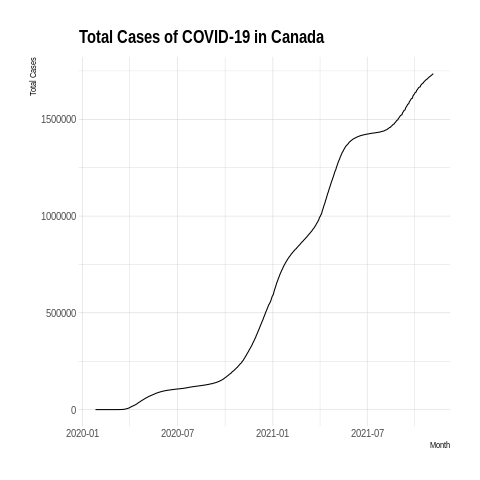 Total Cases of COVID-19 in Canada
Total Cases
1500000
1000000
500000
0
2020-01 2020-07 2021-01 2021-07
Month